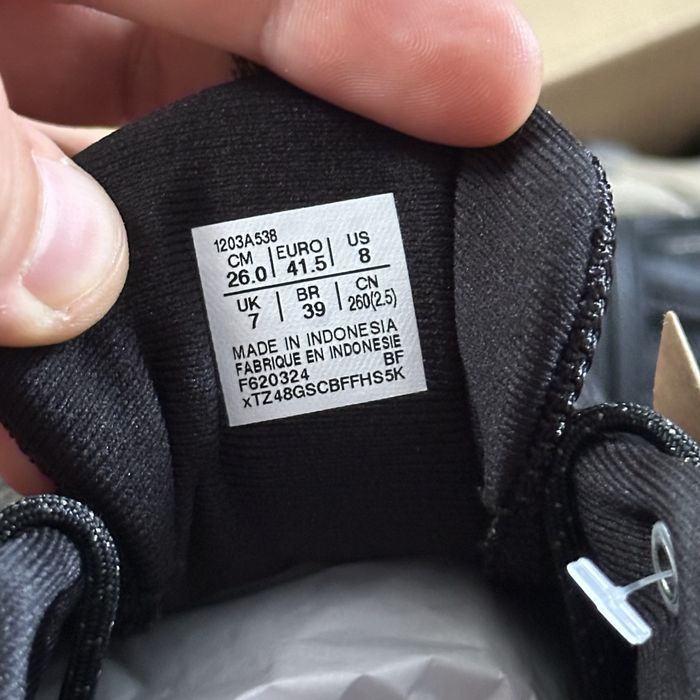 1203A538
CM EURO US
26.0 41.5 8
UK BR CN
7 39 260(2.5)
MADE IN INDONESIA
FABRIQUE EN INDONESIE
F620324 BF
xTZ48GSCBFFHS5K